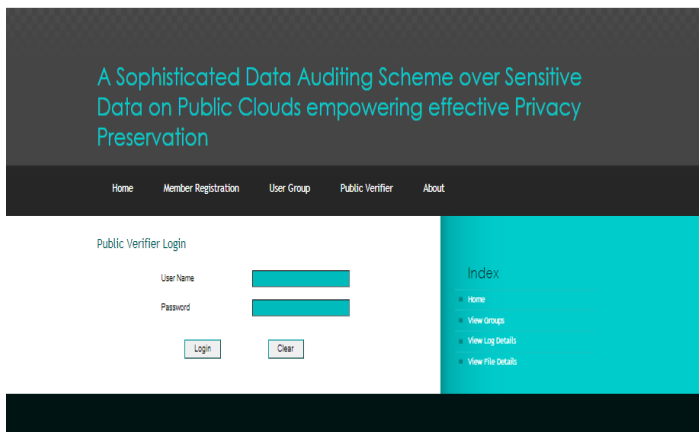 A Sophisticated Data Auditing Scheme over Sensitive
Data on Public Clouds empowering effective Privacy
Preservation
Home Member Registration User Group Public Verifier About
Public Verifier Login
User Name
Password
Login Clear
Index
Home
View Groups
View Log Details
View File Details